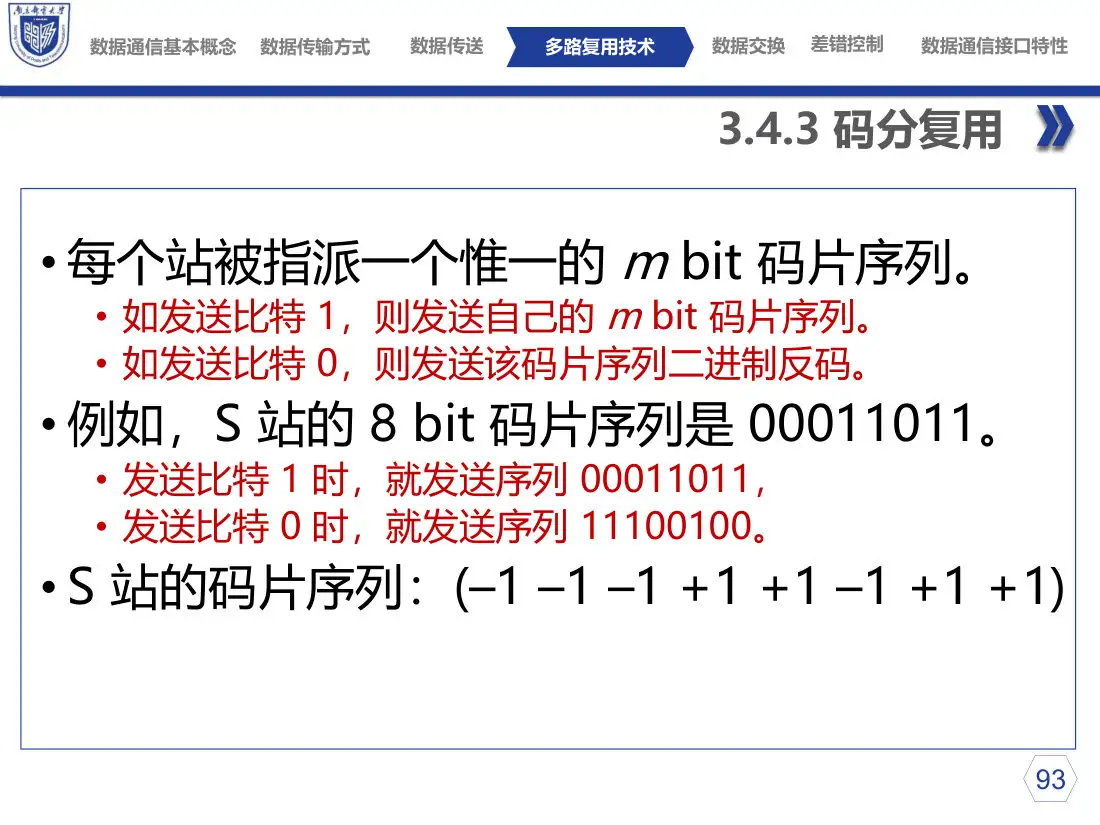 南京邮电大学
数据通信基本概念 数据传输方式 数据传送 多路复用技术 数据交换 差错控制 数据通信接口特性
3.4.3 码分复用
• 每个站被指派一个惟一的 m bit 码片序列。
• 如发送比特 1，则发送自己的 m bit 码片序列。
• 如发送比特 0，则发送该码片序列二进制反码。
• 例如，S 站的 8 bit 码片序列是 00011011。
• 发送比特 1 时，就发送序列 00011011，
• 发送比特 0 时，就发送序列 11100100。
• S 站的码片序列：(–1 –1 –1 +1 +1 –1 +1 +1)
93